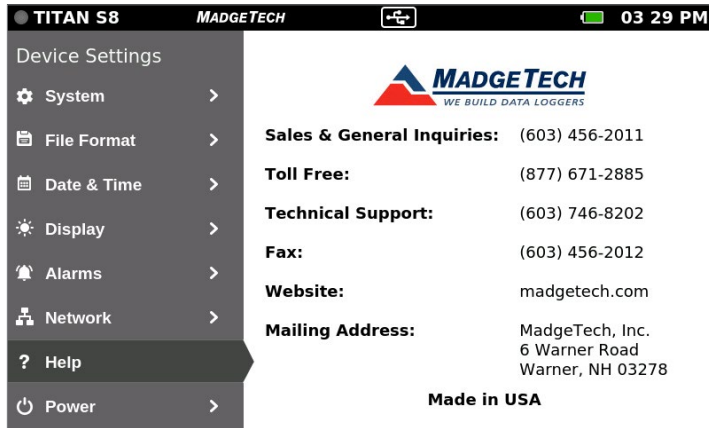 TITAN S8 MADGETECH 03 29 PM
Device Settings
System
File Format
Date & Time
Display
Alarms
Network
? Help
Power
MADGETECH
WE BUILD DATA LOGGERS
Sales & General Inquiries: (603) 456-2011
Toll Free: (877) 671-2885
Technical Support: (603) 746-8202
Fax: (603) 456-2012
Website: madgetech.com
Mailing Address: MadgeTech, Inc.
6 Warner Road
Warner, NH 03278
Made in USA